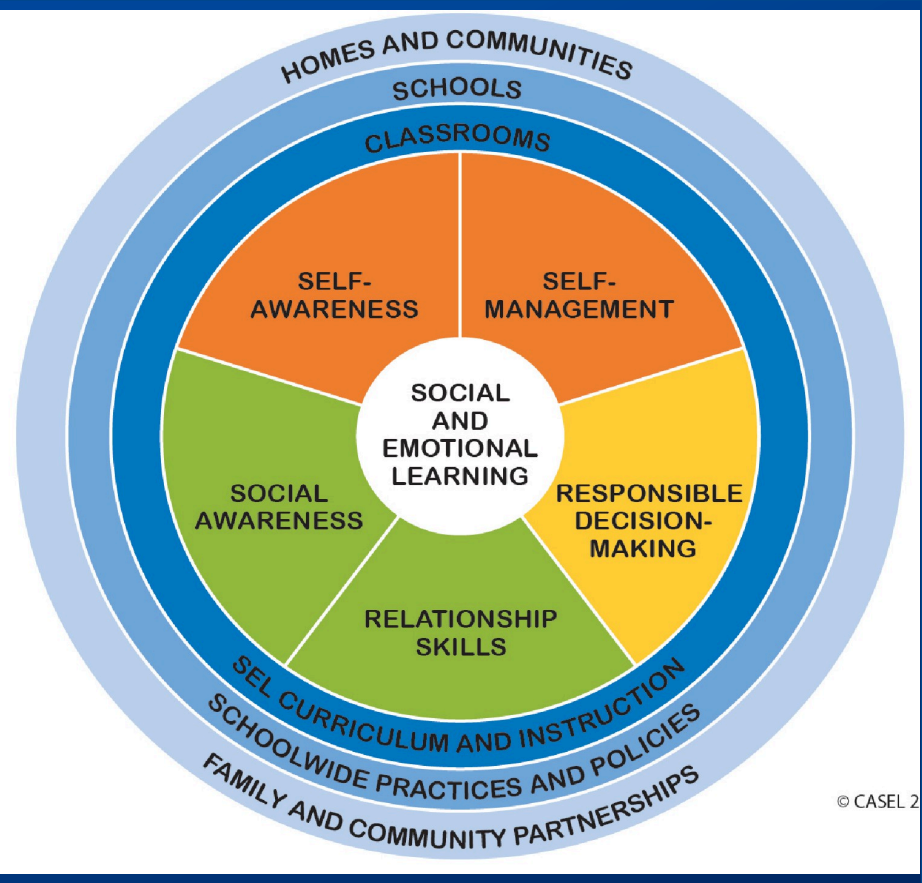 HOMES AND COMMUNITIES
SCHOOLS
CLASSROOMS
SELF-
AWARENESS
SELF-
MANAGEMENT
SOCIAL
AND
EMOTIONAL
LEARNING
SOCIAL
AWARENESS
RESPONSIBLE
DECISION-
MAKING
RELATIONSHIP
SKILLS
SEL CURRICULUM AND INSTRUCTION
SCHOOLWIDE PRACTICES AND POLICIES
FAMILY AND COMMUNITY PARTNERSHIPS
© CASEL 2